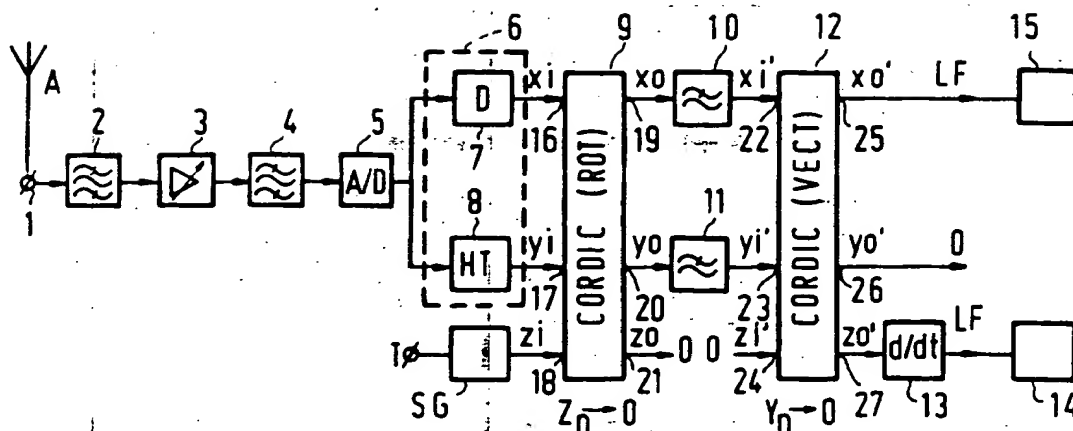 6 9 10 12 15
A xi xo xi' xo' LF
D
2 3 4 5 7 16 19 22 25
A/D
1 8 11
HT yi yo yi' yo' 0
17 20 23 26
CORDIC (ROT) CORDIC (VECT)
T zi zo 0 0 zi' zo' d/dt LF
SG 18 21 24 27 13 14
Zn→0 Yn→0